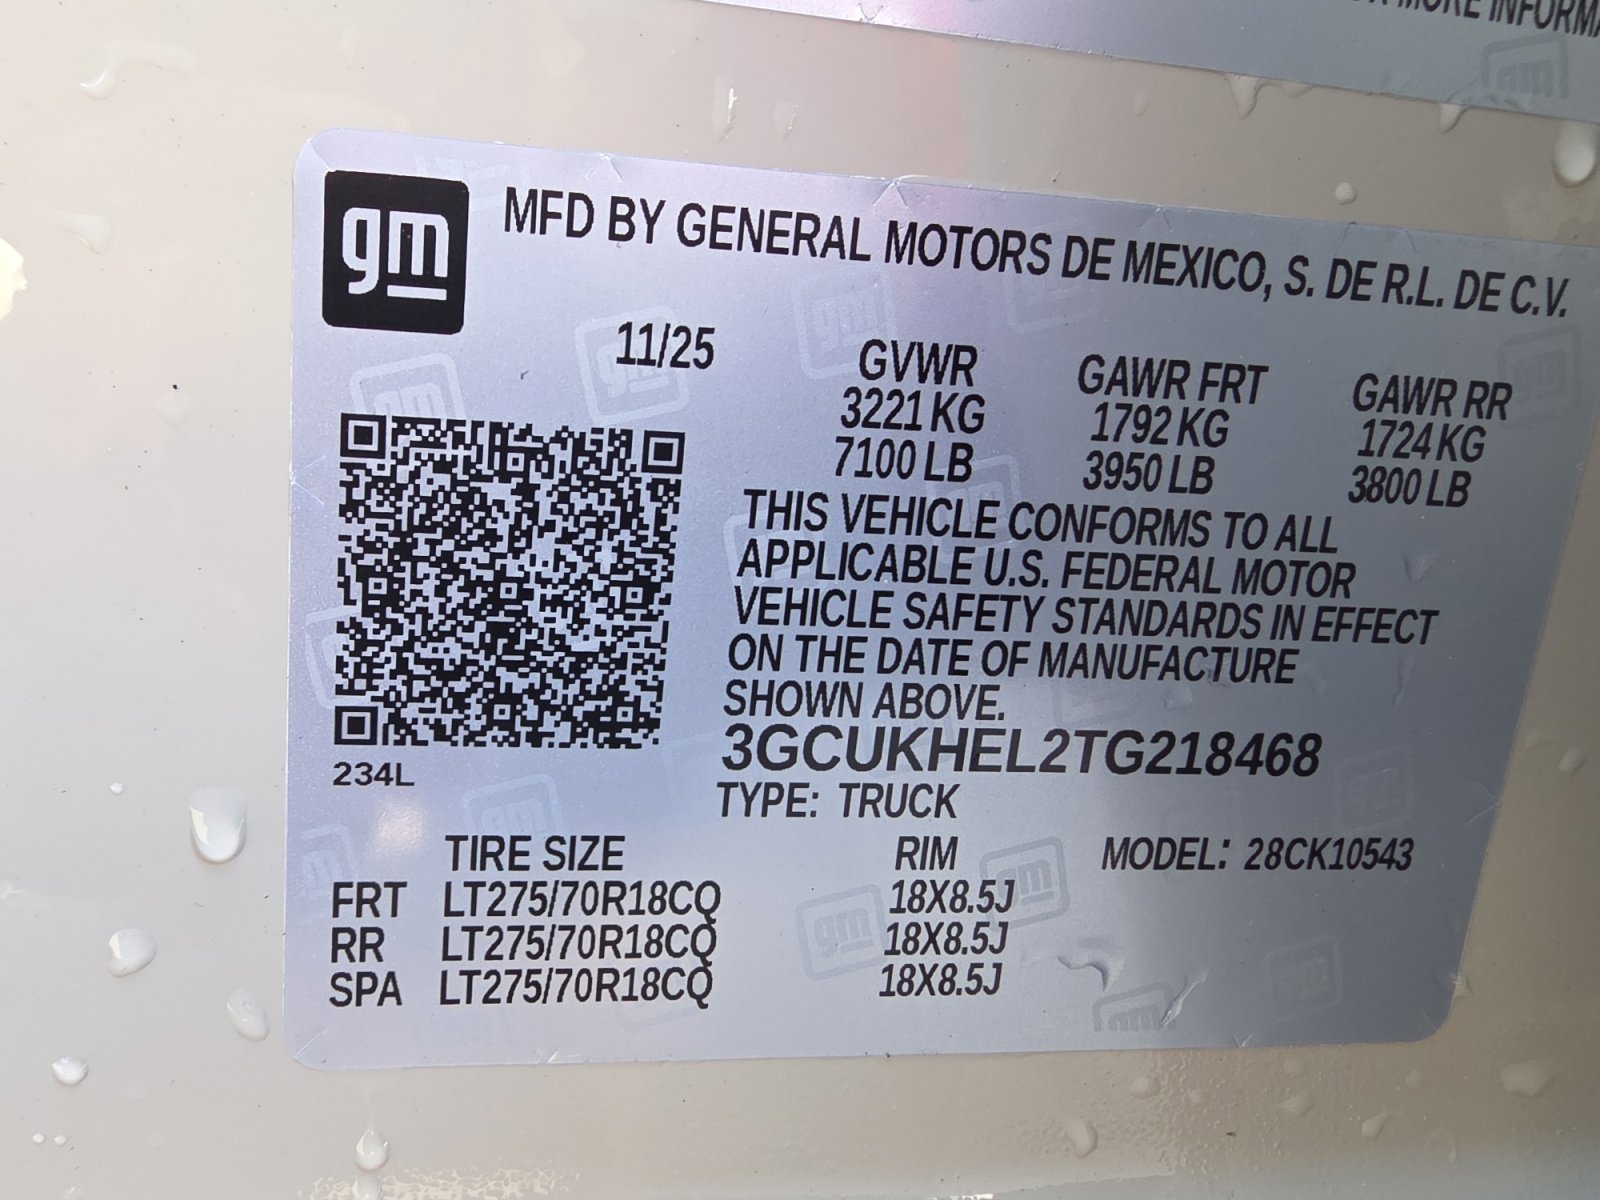 MORE INFORMA
gm
MFD BY GENERAL MOTORS DE MEXICO, S. DE R.L. DE C.V.
11/25
GVWR GAWR FRT GAWR RR
3221 KG 1792 KG 1724 KG
7100 LB 3950 LB 3800 LB
THIS VEHICLE CONFORMS TO ALL
APPLICABLE U.S. FEDERAL MOTOR
VEHICLE SAFETY STANDARDS IN EFFECT
ON THE DATE OF MANUFACTURE
SHOWN ABOVE.
3GCUKHEL2TG218468
234L
TYPE: TRUCK
TIRE SIZE RIM MODEL: 28CK10543
FRT LT275/70R18CQ 18X8.5J
RR LT275/70R18CQ 18X8.5J
SPA LT275/70R18CQ 18X8.5J